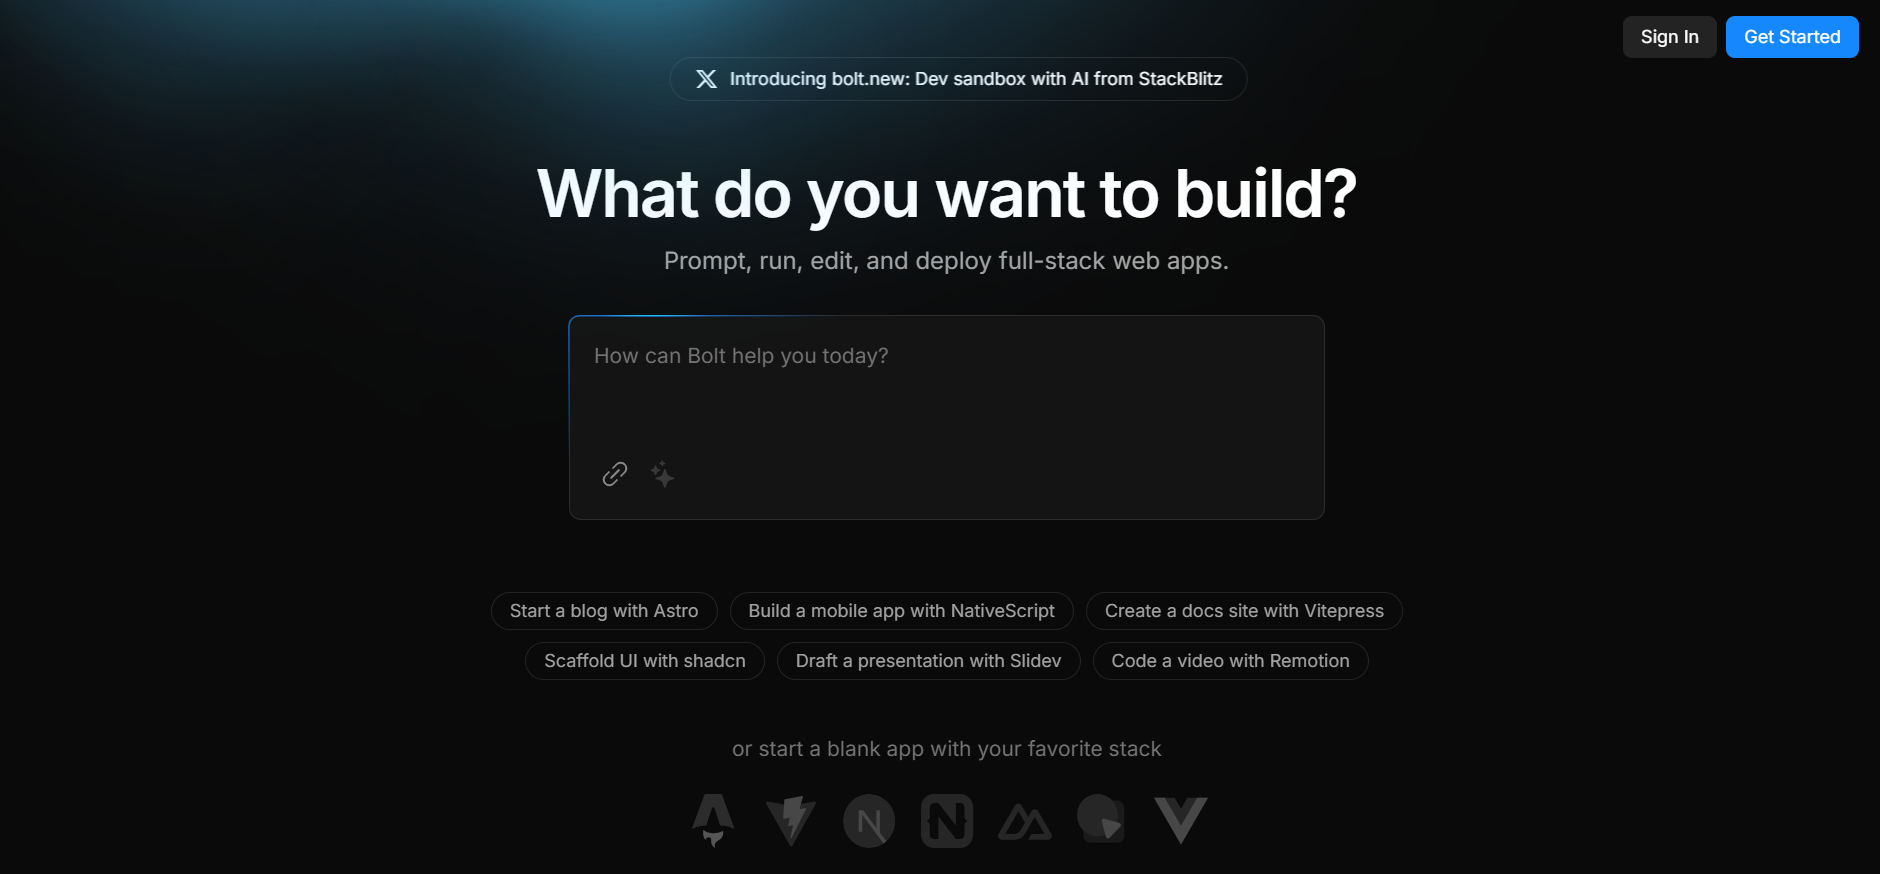 Sign In
Get Started
Introducing bolt.new: Dev sandbox with AI from StackBlitz
What do you want to build?
Prompt, run, edit, and deploy full-stack web apps.
How can Bolt help you today?
Start a blog with Astro
Build a mobile app with NativeScript
Create a docs site with Vitepress
Scaffold UI with shadcn
Draft a presentation with Slidev
Code a video with Remotion
or start a blank app with your favorite stack